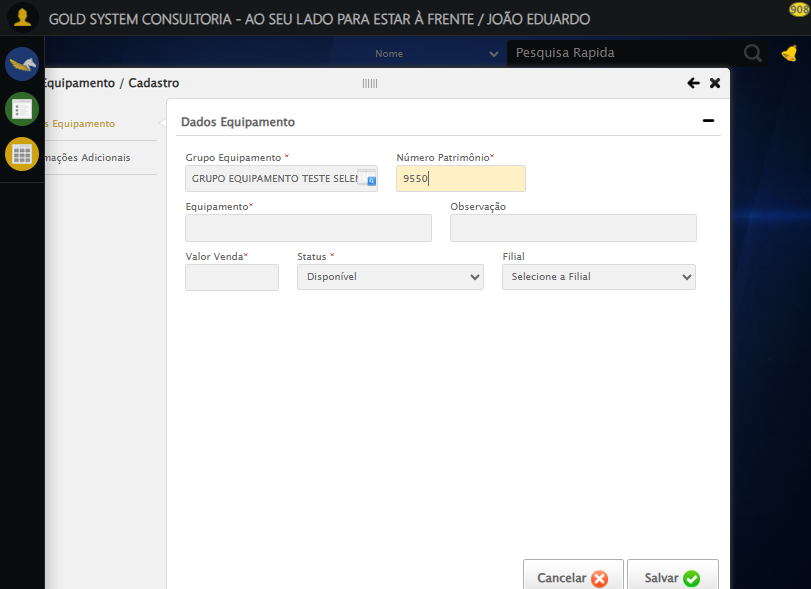 GOLD SYSTEM CONSULTORIA - AO SEU LADO PARA ESTAR À FRENTE / JOÃO EDUARDO
908
Nome
Pesquisa Rapida
Equipamento / Cadastro
s Equipamento
mações Adicionais
Dados Equipamento
Grupo Equipamento *
Número Patrimônio*
GRUPO EQUIPAMENTO TESTE SELEI
9550
Equipamento*
Observação
Valor Venda*
Status *
Filial
Disponível
Selecione a Filial
Cancelar
Salvar